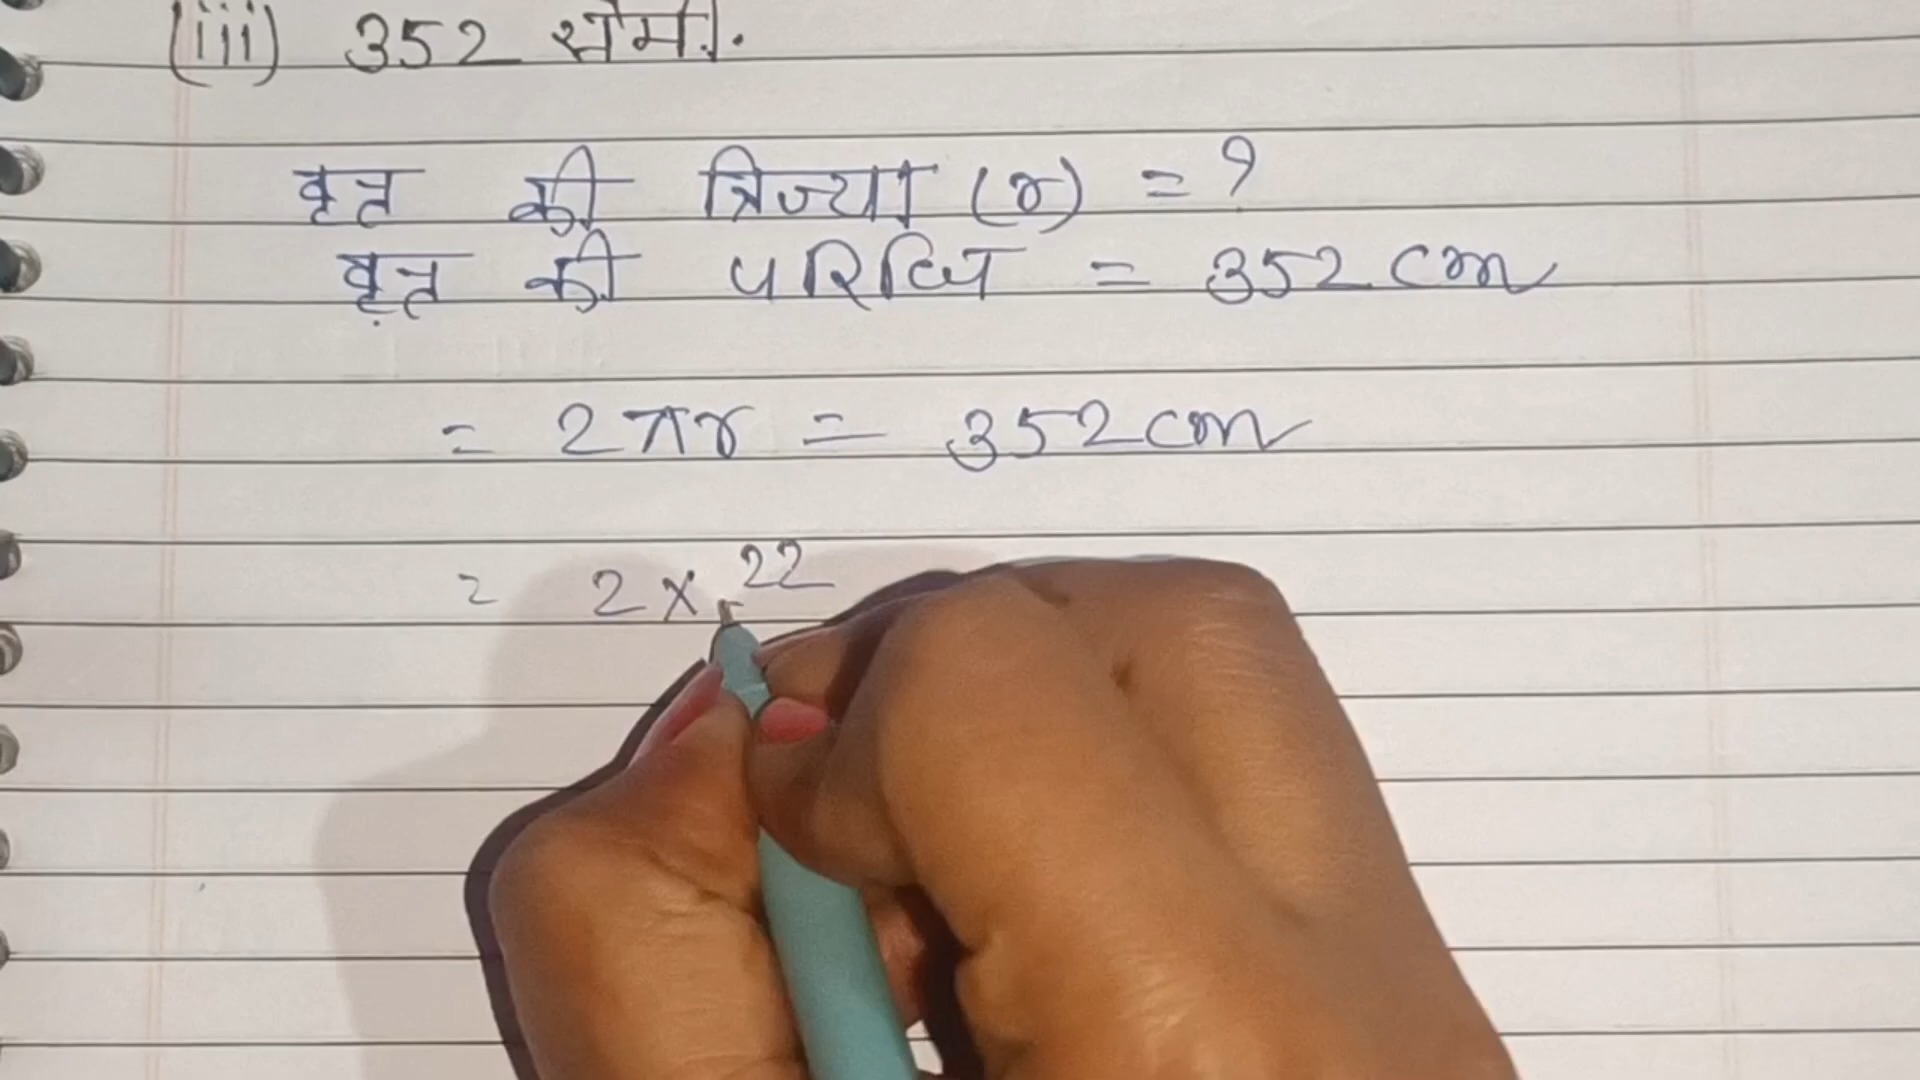 (iii) 352 सेमी.
वृत्त की त्रिज्या (r) = ?
वृत्त की परिधि = 352 cm
= 2πr = 352 cm
= 2 × 22